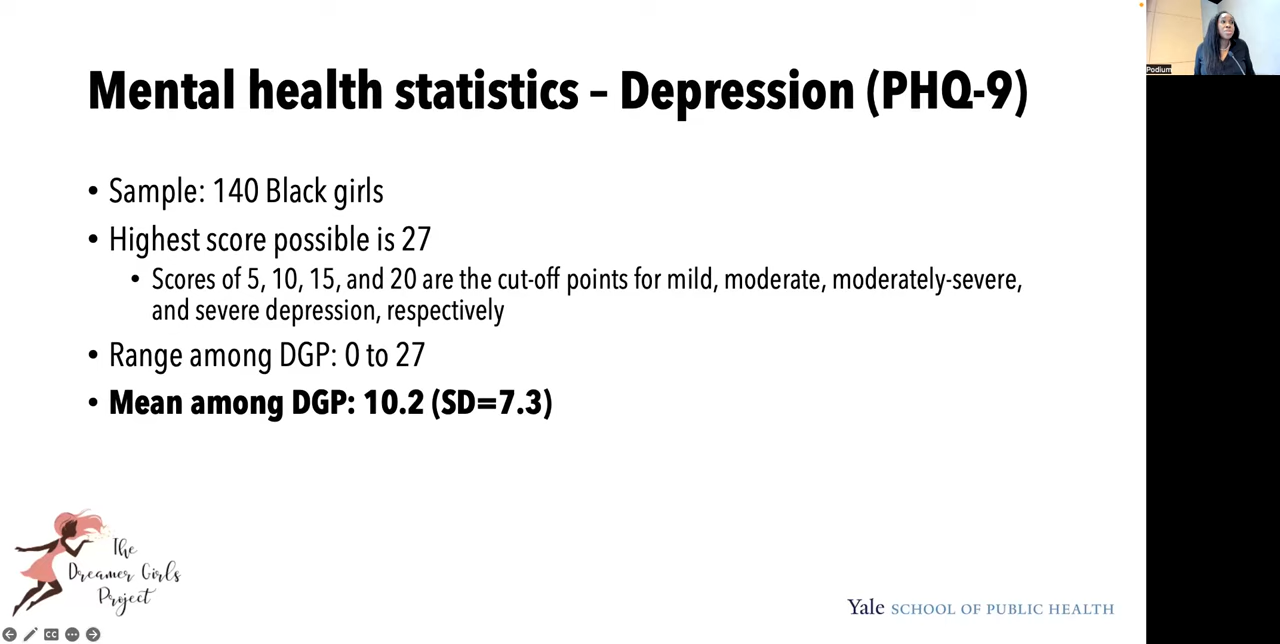 Mental health statistics – Depression (PHQ-9)
• Sample: 140 Black girls
• Highest score possible is 27
• Scores of 5, 10, 15, and 20 are the cut-off points for mild, moderate, moderately-severe,
and severe depression, respectively
• Range among DGP: 0 to 27
• Mean among DGP: 10.2 (SD=7.3)
The
Dreamer Girls
Project
Yale SCHOOL OF PUBLIC HEALTH
Podium
CC